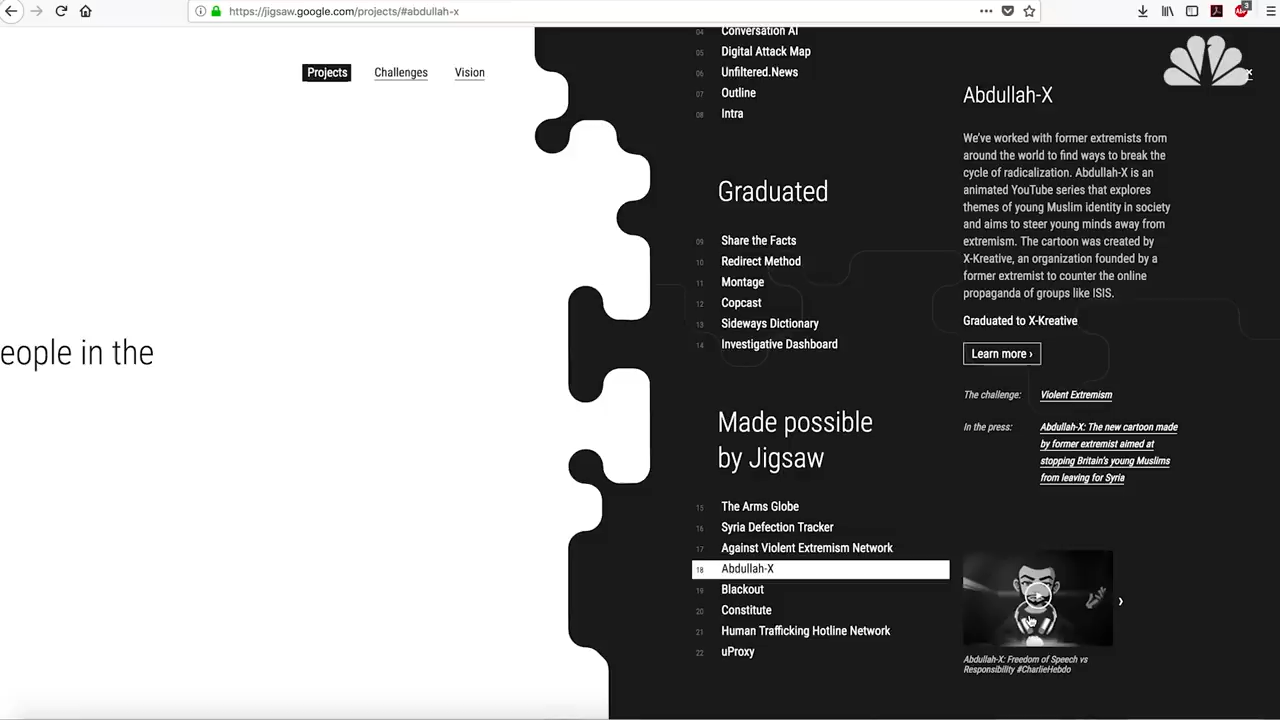 https://jigsaw.google.com/projects/#abdullah-x
3
Projects
Challenges
Vision
eople in the
04 Conversation AI
05 Digital Attack Map
06 Unfiltered.News
07 Outline
08 Intra
Graduated
09 Share the Facts
10 Redirect Method
11 Montage
12 Copcast
13 Sideways Dictionary
14 Investigative Dashboard
Made possible
by Jigsaw
15 The Arms Globe
16 Syria Defection Tracker
17 Against Violent Extremism Network
18 Abdullah-X
19 Blackout
20 Constitute
21 Human Trafficking Hotline Network
22 uProxy
Abdullah-X
We've worked with former extremists from
around the world to find ways to break the
cycle of radicalization. Abdullah-X is an
animated YouTube series that explores
themes of young Muslim identity in society
and aims to steer young minds away from
extremism. The cartoon was created by
X-Kreative, an organization founded by a
former extremist to counter the online
propaganda of groups like ISIS.
Graduated to X-Kreative
Learn more ›
The challenge: Violent Extremism
In the press: Abdullah-X: The new cartoon made
by former extremist aimed at
stopping Britain's young Muslims
from leaving for Syria
Abdullah-X: Freedom of Speech vs
Responsibility #CharlieHebdo